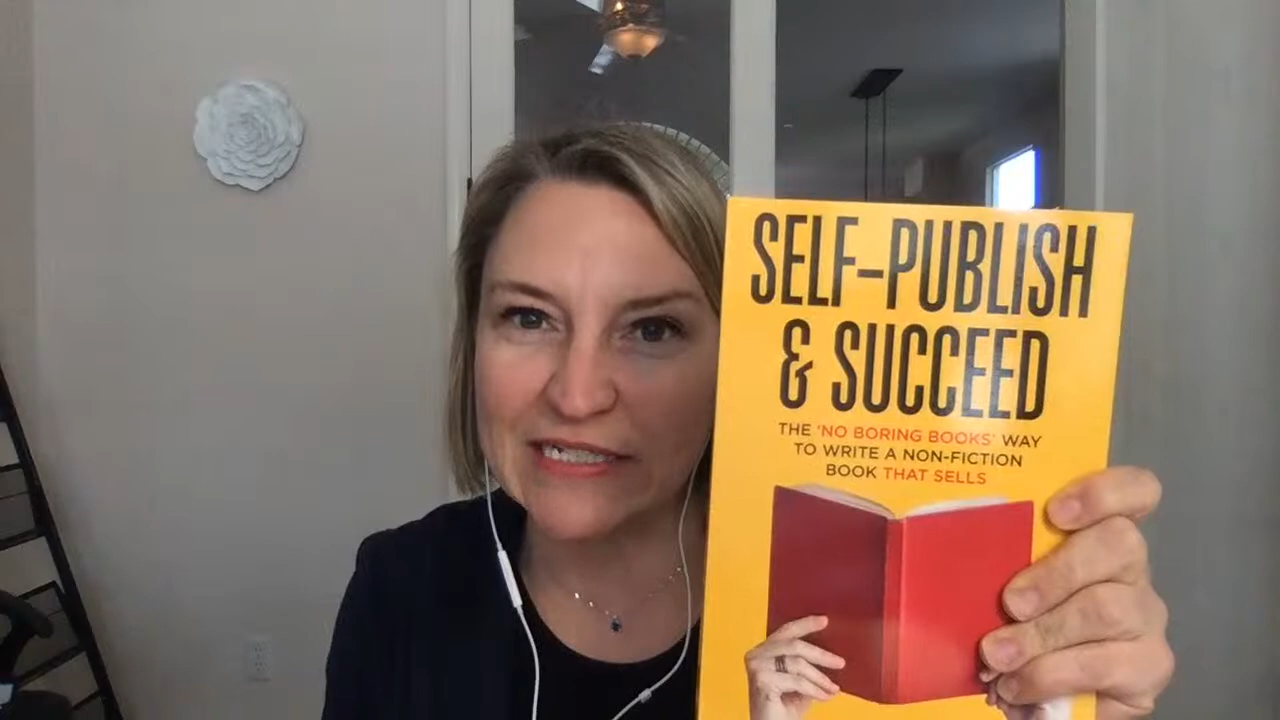 SELF-PUBLISH
& SUCCEED
THE 'NO BORING BOOKS' WAY
TO WRITE A NON-FICTION
BOOK THAT SELLS